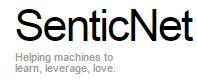 SenticNet
Helping machines to
learn, leverage, love.